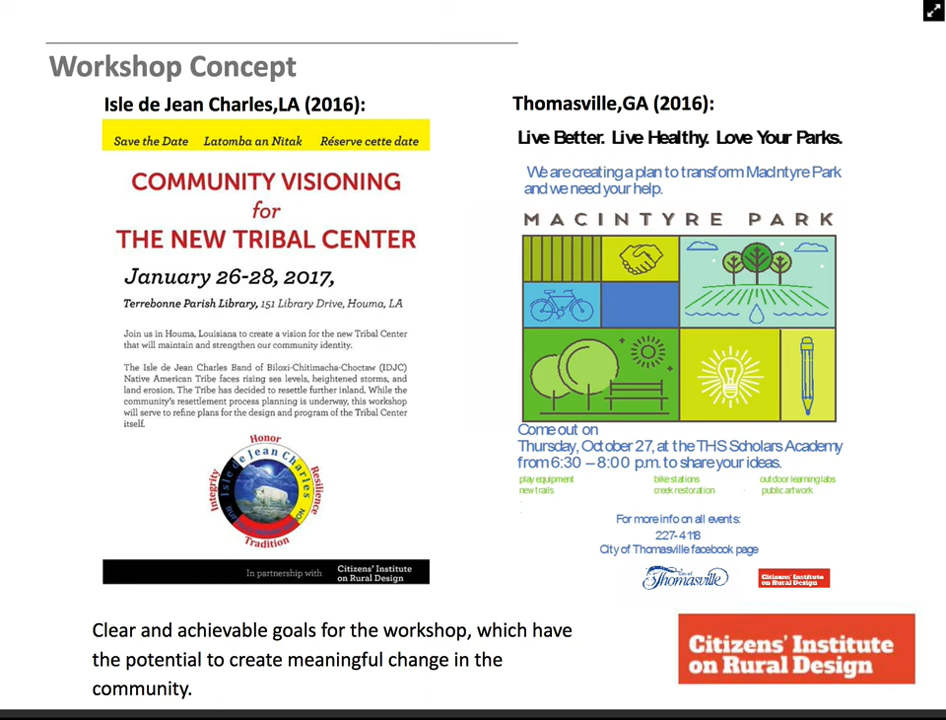 Workshop Concept
Isle de Jean Charles,LA (2016):
Save the Date Latomba an Nitak Réserve cette date
COMMUNITY VISIONING
for
THE NEW TRIBAL CENTER
January 26-28, 2017,
Terrebonne Parish Library, 151 Library Drive, Houma, LA
Join us in Houma, Louisiana to create a vision for the new Tribal Center
that will maintain and strengthen our community identity.
The Isle de Jean Charles Band of Biloxi-Chitimacha-Choctaw (IDJC)
Native American Tribe faces rising sea levels, heightened storms, and
land erosion. The Tribe has decided to resettle further inland. While the
community's resettlement process planning is underway, this workshop
will serve to refine plans for the design and program of the Tribal Center
itself.
Honor
Integrity
Isle de Jean Charles
Resilience
Tradition
In partnership with Citizens' Institute
on Rural Design
Thomasville,GA (2016):
Live Better. Live Healthy. Love Your Parks.
We are creating a plan to transform MacIntyre Park
and we need your help.
MACINTYRE PARK
Come out on
Thursday, October 27, at the THS Scholars Academy
from 6:30 – 8:00 p.m. to share your ideas.
play equipment bike stations outdoor learning labs
new trails creek restoration public artwork
For more info on all events:
227- 4118
City of Thomasville facebook page
Thomasville
Citizens' Institute
on Rural Design
Clear and achievable goals for the workshop, which have
the potential to create meaningful change in the
community.
Citizens' Institute
on Rural Design